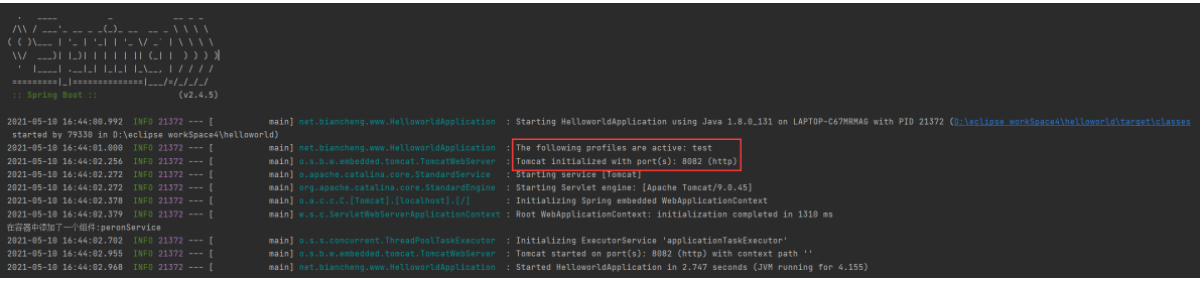 :: Spring Boot ::                (v2.4.5)
2021-05-10 16:44:00.992  INFO 21372 --- [           main] net.biancheng.www.HelloworldApplication  : Starting HelloworldApplication using Java 1.8.0_131 on LAPTOP-C67MRMAG with PID 21372 (D:\eclipse workSpace4\helloworld\target\classes
started by 79330 in D:\eclipse workSpace4\helloworld)
2021-05-10 16:44:01.000  INFO 21372 --- [           main] net.biancheng.www.HelloworldApplication  : The following profiles are active: test
2021-05-10 16:44:02.256  INFO 21372 --- [           main] o.s.b.w.embedded.tomcat.TomcatWebServer  : Tomcat initialized with port(s): 8082 (http)
2021-05-10 16:44:02.272  INFO 21372 --- [           main] o.apache.catalina.core.StandardService   : Starting service [Tomcat]
2021-05-10 16:44:02.272  INFO 21372 --- [           main] org.apache.catalina.core.StandardEngine  : Starting Servlet engine: [Apache Tomcat/9.0.45]
2021-05-10 16:44:02.378  INFO 21372 --- [           main] o.a.c.c.C.[Tomcat].[localhost].[/]       : Initializing Spring embedded WebApplicationContext
2021-05-10 16:44:02.379  INFO 21372 --- [           main] w.s.c.ServletWebServerApplicationContext : Root WebApplicationContext: initialization completed in 1310 ms
在容器中添加了一个组件:peronService
2021-05-10 16:44:02.702  INFO 21372 --- [           main] o.s.s.concurrent.ThreadPoolTaskExecutor  : Initializing ExecutorService 'applicationTaskExecutor'
2021-05-10 16:44:02.955  INFO 21372 --- [           main] o.s.b.w.embedded.tomcat.TomcatWebServer  : Tomcat started on port(s): 8082 (http) with context path ''
2021-05-10 16:44:02.968  INFO 21372 --- [           main] net.biancheng.www.HelloworldApplication  : Started HelloworldApplication in 2.747 seconds (JVM running for 4.155)